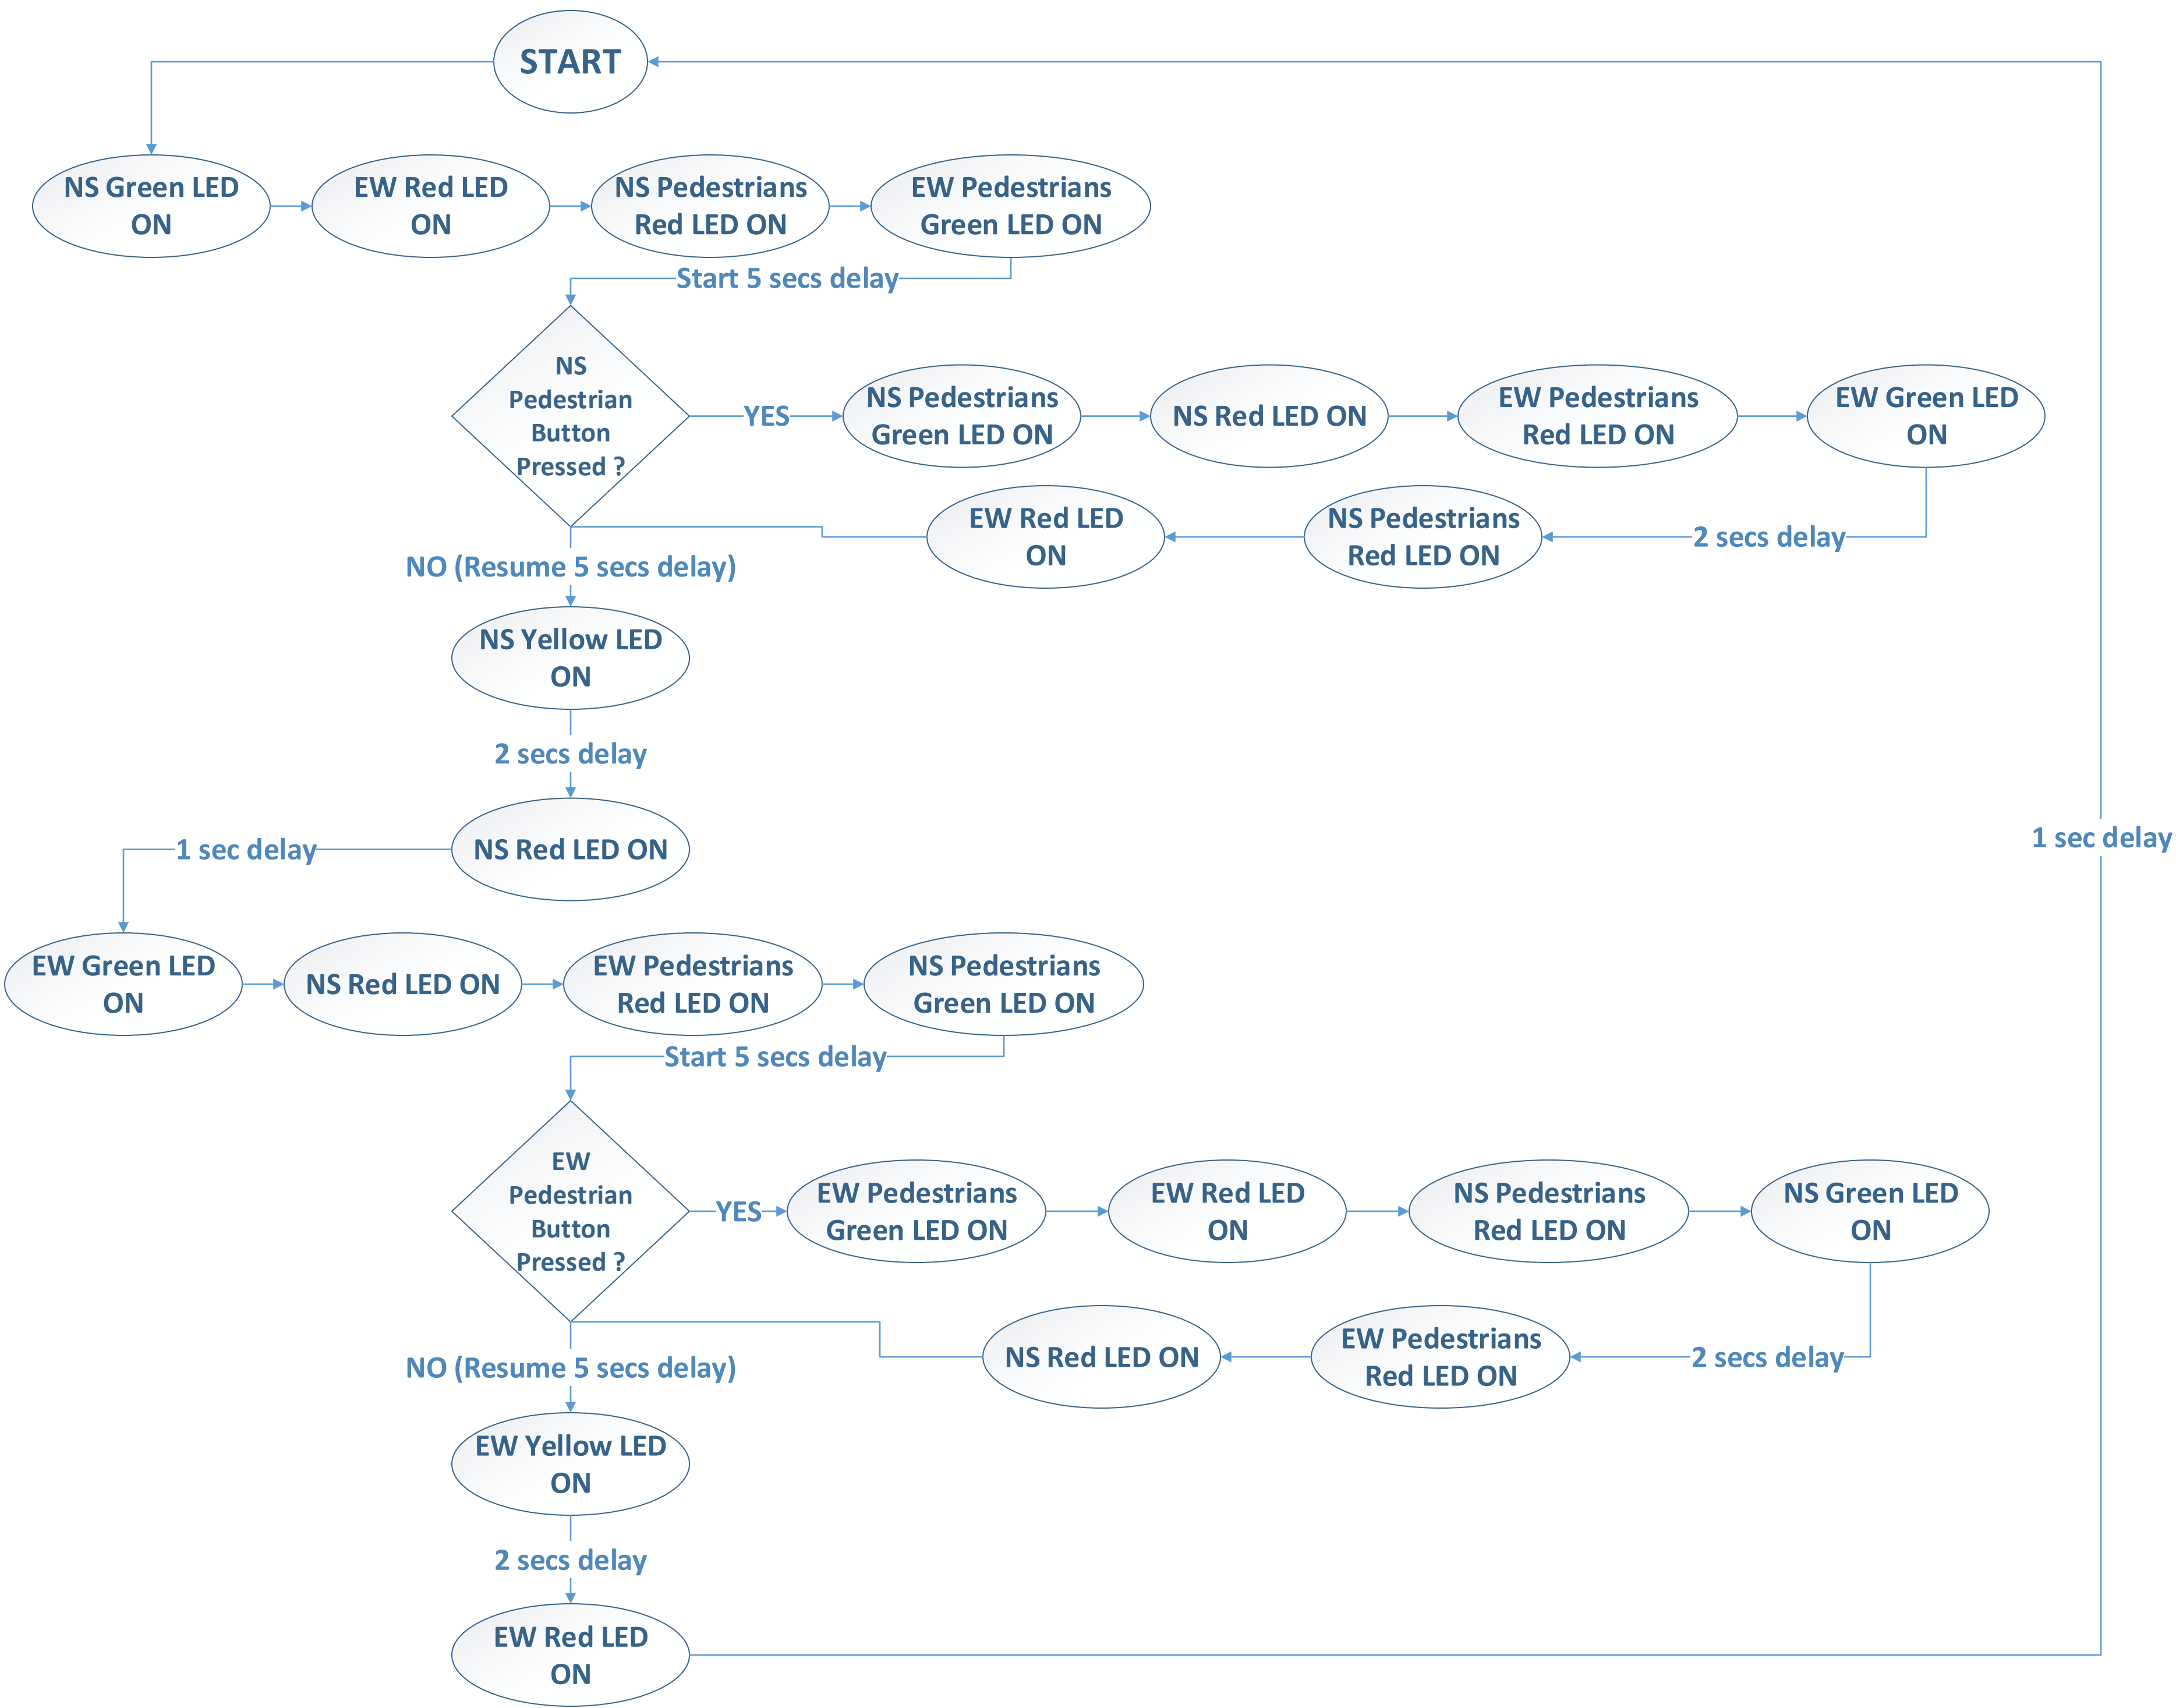 START
NS Green LED
ON
EW Red LED
ON
NS Pedestrians
Red LED ON
EW Pedestrians
Green LED ON
Start 5 secs delay
NS
Pedestrian
Button
Pressed ?
YES
NS Pedestrians
Green LED ON
NS Red LED ON
EW Pedestrians
Red LED ON
EW Green LED
ON
2 secs delay
NS Pedestrians
Red LED ON
EW Red LED
ON
NO (Resume 5 secs delay)
NS Yellow LED
ON
2 secs delay
NS Red LED ON
1 sec delay
EW Green LED
ON
NS Red LED ON
EW Pedestrians
Red LED ON
NS Pedestrians
Green LED ON
Start 5 secs delay
EW
Pedestrian
Button
Pressed ?
YES
EW Pedestrians
Green LED ON
EW Red LED
ON
NS Pedestrians
Red LED ON
NS Green LED
ON
2 secs delay
EW Pedestrians
Red LED ON
NS Red LED ON
NO (Resume 5 secs delay)
EW Yellow LED
ON
2 secs delay
EW Red LED
ON
1 sec delay